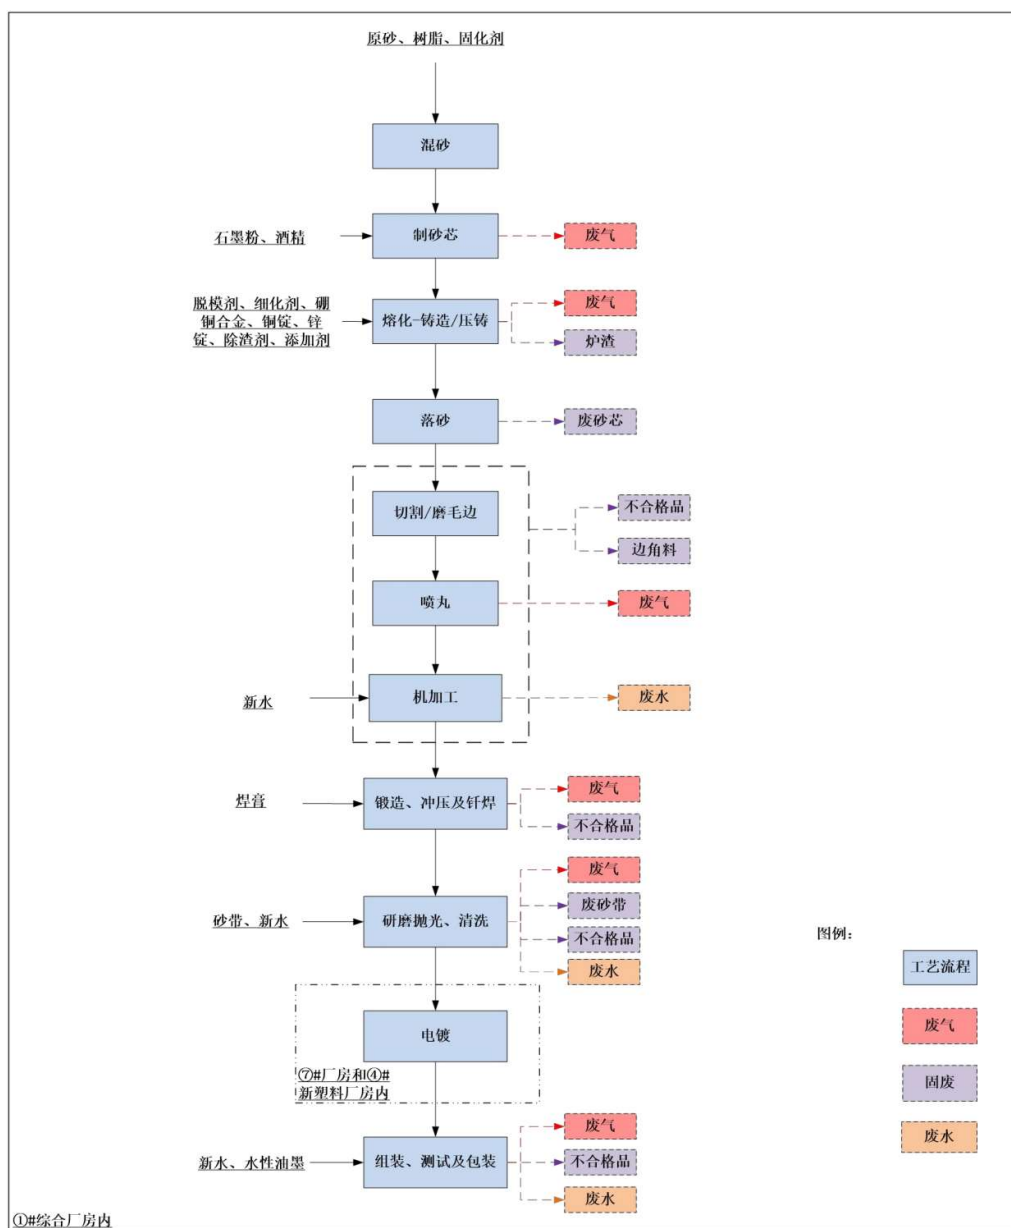 原砂、树脂、固化剂
混砂
石墨粉、酒精
制砂芯
废气
脱模剂、细化剂、硼
铜合金、铜锭、锌
锭、除渣剂、添加剂
熔化-铸造/压铸
废气
炉渣
落砂
废砂芯
切割/磨毛边
不合格品
边角料
喷丸
废气
新水
机加工
废水
焊膏
锻造、冲压及钎焊
废气
不合格品
砂带、新水
研磨抛光、清洗
废气
废砂带
不合格品
废水
电镀
⑦#厂房和④#
新塑料厂房内
新水、水性油墨
组装、测试及包装
废气
不合格品
废水
图例：
工艺流程
废气
固废
废水
①#综合厂房内